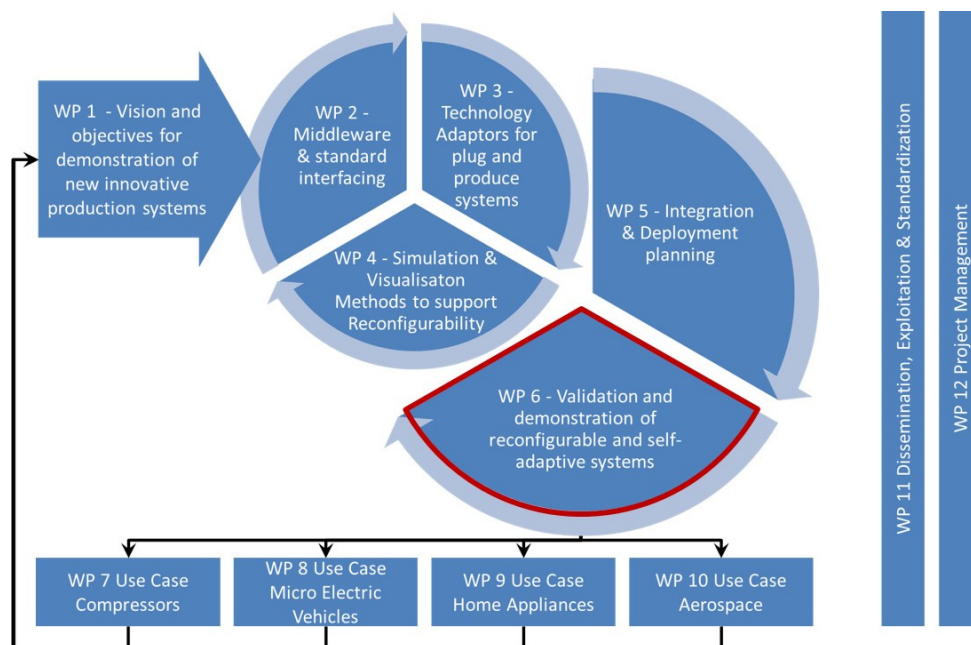 WP 1 - Vision and
objectives for
demonstration of
new innovative
production systems
WP 2 -
Middleware
& standard
interfacing
WP 3 -
Technology
Adaptors for
plug and
produce
systems
WP 4 - Simulation &
Visualisaton
Methods to support
Reconfigurability
WP 5 - Integration
& Deployment
planning
WP 6 - Validation and
demonstration of
reconfigurable and self-
adaptive systems
WP 7 Use Case
Compressors
WP 8 Use Case
Micro Electric
Vehicles
WP 9 Use Case
Home Appliances
WP 10 Use Case
Aerospace
WP 11 Dissemination, Exploitation & Standardization
WP 12 Project Management